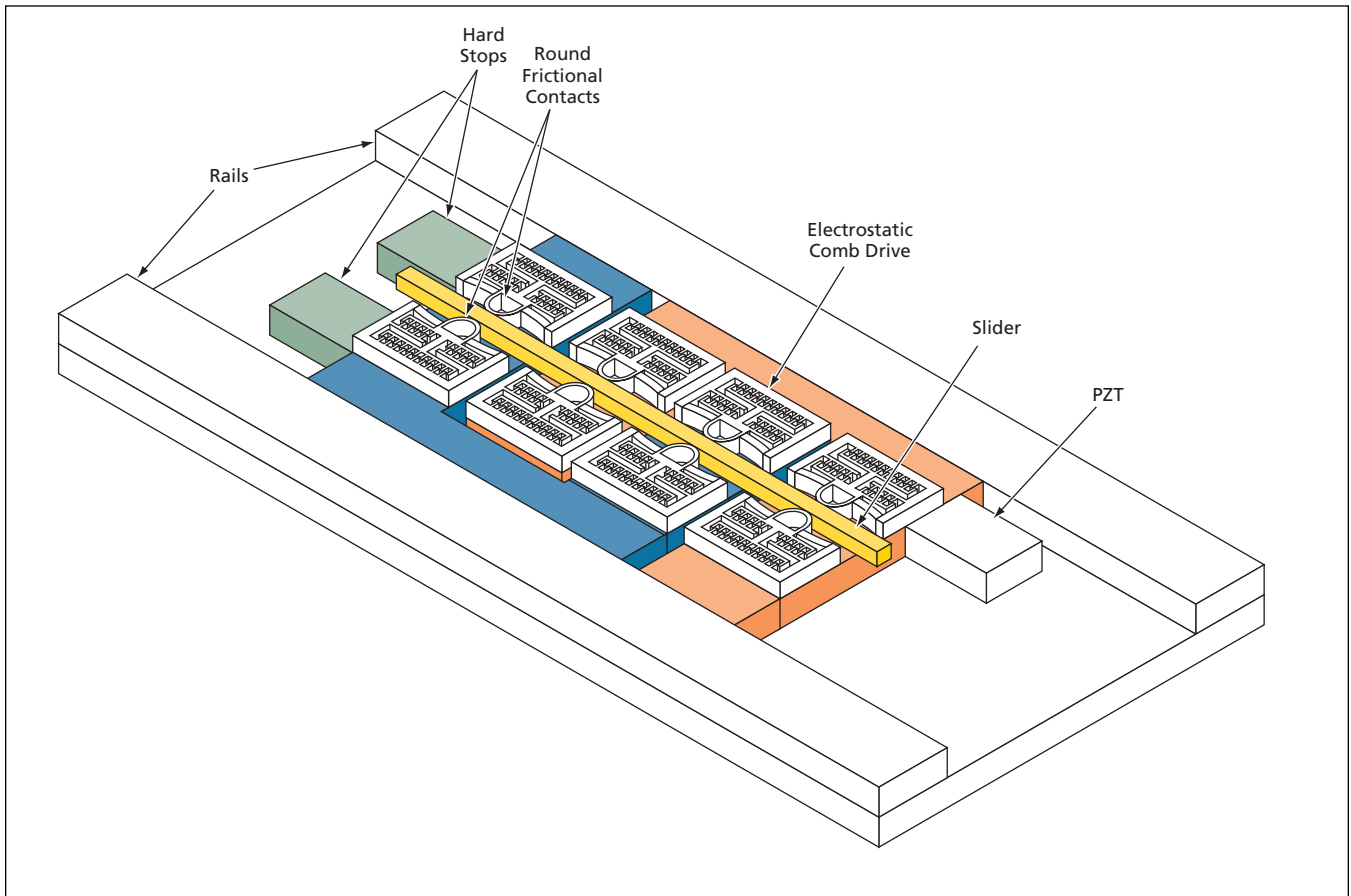 Hard
Stops
Round
Frictional
Contacts
Rails
Electrostatic
Comb Drive
Slider
PZT